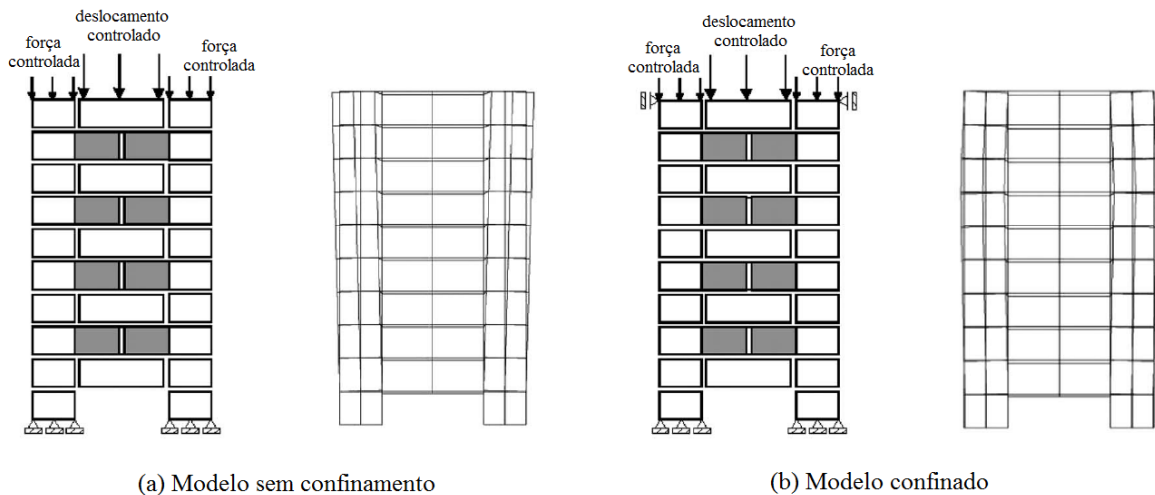 deslocamento
controlado
força
controlada
força
controlada
deslocamento
controlado
força
controlada
força
controlada
(a) Modelo sem confinamento
(b) Modelo confinado